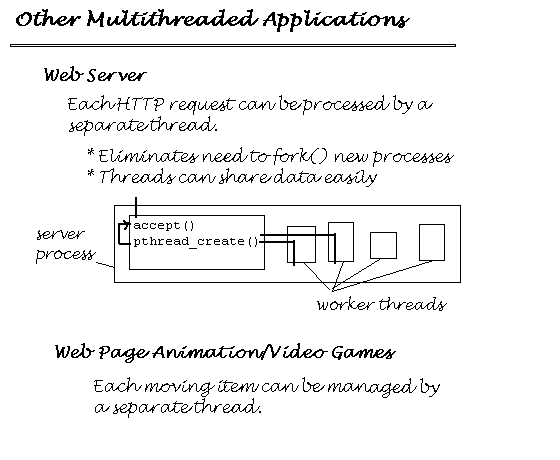 Other Multithreaded Applications
Web Server
Each HTTP request can be processed by a
separate thread.
* Eliminates need to fork() new processes
* Threads can share data easily
accept()
pthread_create()
server
process
worker threads
Web Page Animation/Video Games
Each moving item can be managed by
a separate thread.